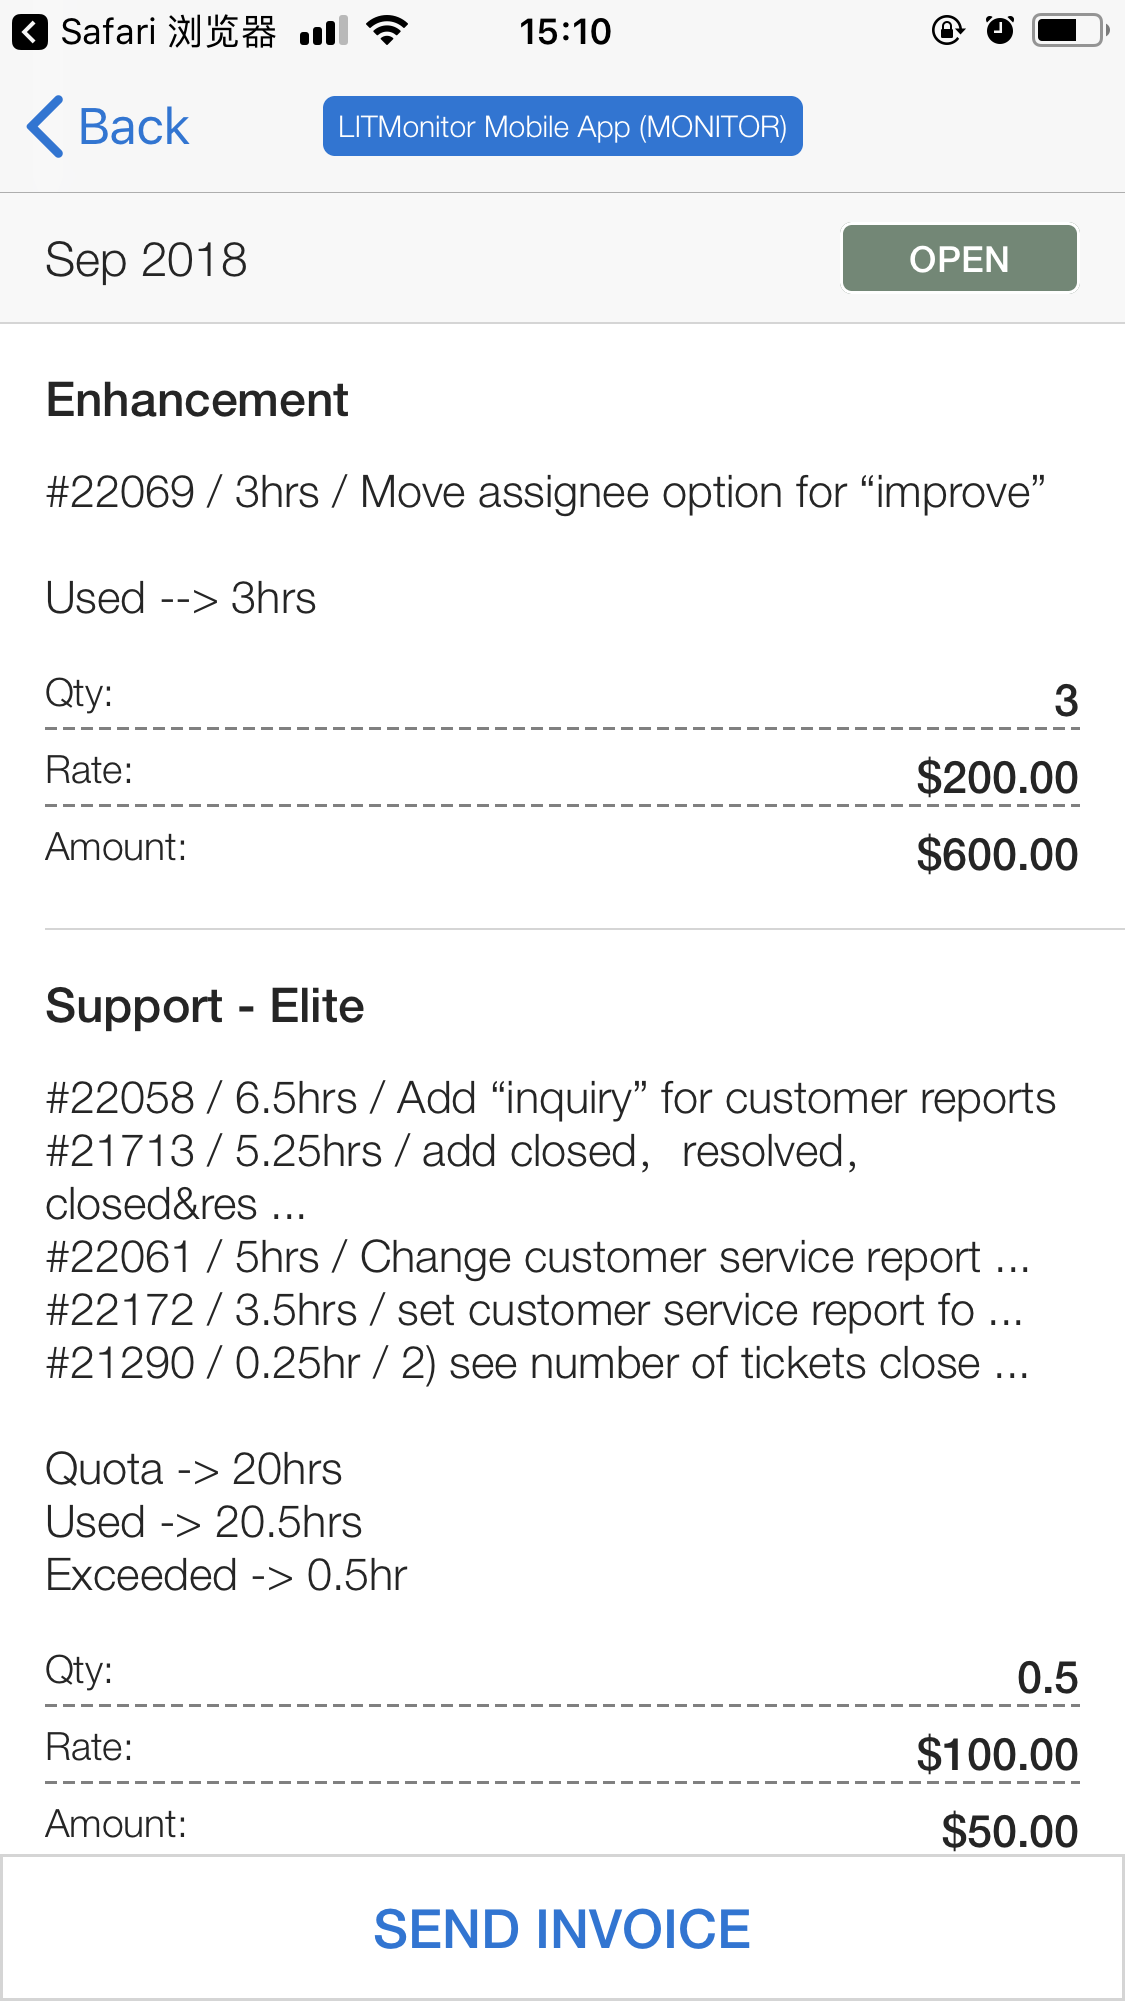 Safari 浏览器
15:10
Back
LITMonitor Mobile App (MONITOR)
Sep 2018
OPEN
Enhancement
#22069 / 3hrs / Move assignee option for “improve”
Used --> 3hrs
Qty:
3
Rate:
$200.00
Amount:
$600.00
Support - Elite
#22058 / 6.5hrs / Add “inquiry” for customer reports
#21713 / 5.25hrs / add closed， resolved，
closed&res ...
#22061 / 5hrs / Change customer service report ...
#22172 / 3.5hrs / set customer service report fo ...
#21290 / 0.25hr / 2) see number of tickets close ...
Quota -> 20hrs
Used -> 20.5hrs
Exceeded -> 0.5hr
Qty:
0.5
Rate:
$100.00
Amount:
$50.00
SEND INVOICE